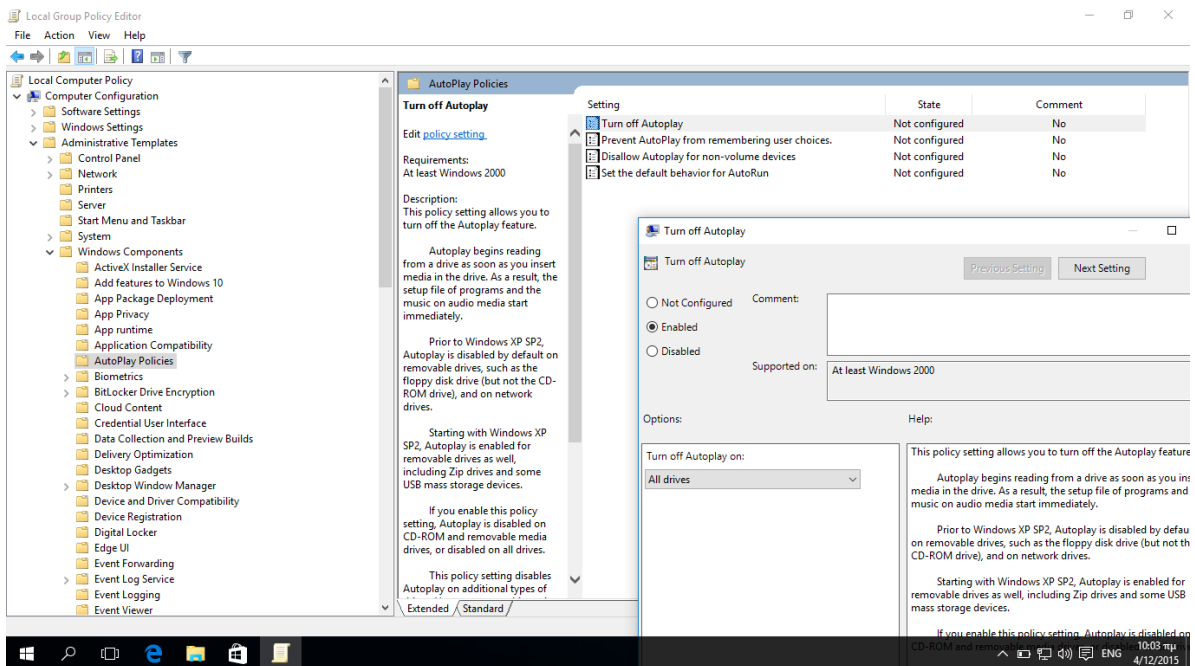 Local Group Policy Editor
File Action View Help
Local Computer Policy
Computer Configuration
Software Settings
Windows Settings
Administrative Templates
Control Panel
Network
Printers
Server
Start Menu and Taskbar
System
Windows Components
ActiveX Installer Service
Add features to Windows 10
App Package Deployment
App Privacy
App runtime
Application Compatibility
AutoPlay Policies
Biometrics
BitLocker Drive Encryption
Cloud Content
Credential User Interface
Data Collection and Preview Builds
Delivery Optimization
Desktop Gadgets
Desktop Window Manager
Device and Driver Compatibility
Device Registration
Digital Locker
Edge UI
Event Forwarding
Event Log Service
Event Logging
Event Viewer
AutoPlay Policies
Turn off Autoplay
Edit policy setting.
Requirements:
At least Windows 2000
Description:
This policy setting allows you to
turn off the Autoplay feature.
Autoplay begins reading
from a drive as soon as you insert
media in the drive. As a result, the
setup file of programs and the
music on audio media start
immediately.
Prior to Windows XP SP2,
Autoplay is disabled by default on
removable drives, such as the
floppy disk drive (but not the CD-
ROM drive), and on network
drives.
Starting with Windows XP
SP2, Autoplay is enabled for
removable drives as well,
including Zip drives and some
USB mass storage devices.
If you enable this policy
setting, Autoplay is disabled on
CD-ROM and removable media
drives, or disabled on all drives.
This policy setting disables
Autoplay on additional types of
Extended Standard
Setting State Comment
Turn off Autoplay Not configured No
Prevent AutoPlay from remembering user choices. Not configured No
Disallow Autoplay for non-volume devices Not configured No
Set the default behavior for AutoRun Not configured No
Turn off Autoplay
Turn off Autoplay
Previous Setting Next Setting
Not Configured
Enabled
Disabled
Comment:
Supported on:
At least Windows 2000
Options:
Help:
Turn off Autoplay on:
All drives
This policy setting allows you to turn off the Autoplay feature
Autoplay begins reading from a drive as soon as you ins
media in the drive. As a result, the setup file of programs and
music on audio media start immediately.
Prior to Windows XP SP2, Autoplay is disabled by defau
on removable drives, such as the floppy disk drive (but not th
CD-ROM drive), and on network drives.
Starting with Windows XP SP2, Autoplay is enabled for
removable drives as well, including Zip drives and some USB
mass storage devices.
If you enable this policy setting, Autoplay is disabled on
CD-ROM and removable media
ENG
10:03 πμ
4/12/2015